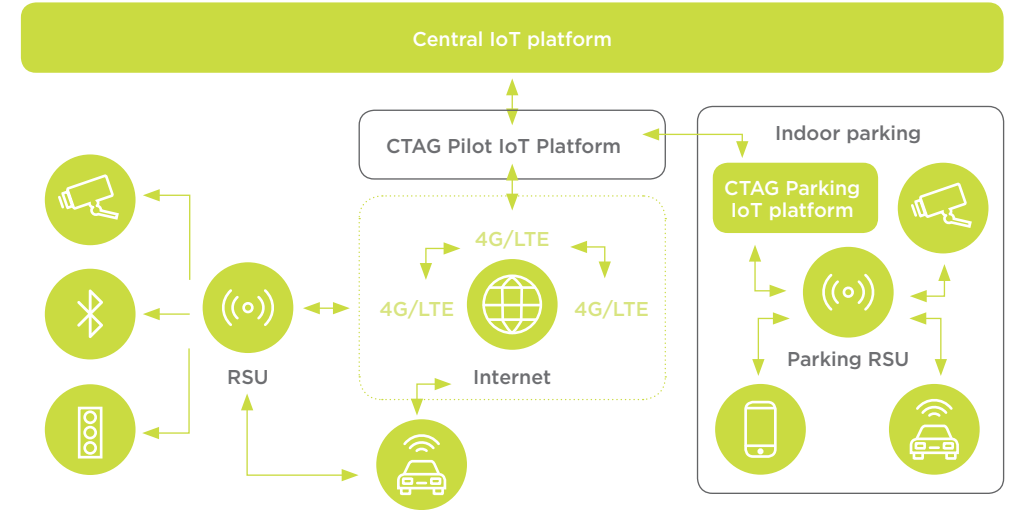 Central IoT platform
CTAG Pilot IoT Platform
Indoor parking
CTAG Parking
IoT platform
4G/LTE
4G/LTE
4G/LTE
Parking RSU
RSU
Internet